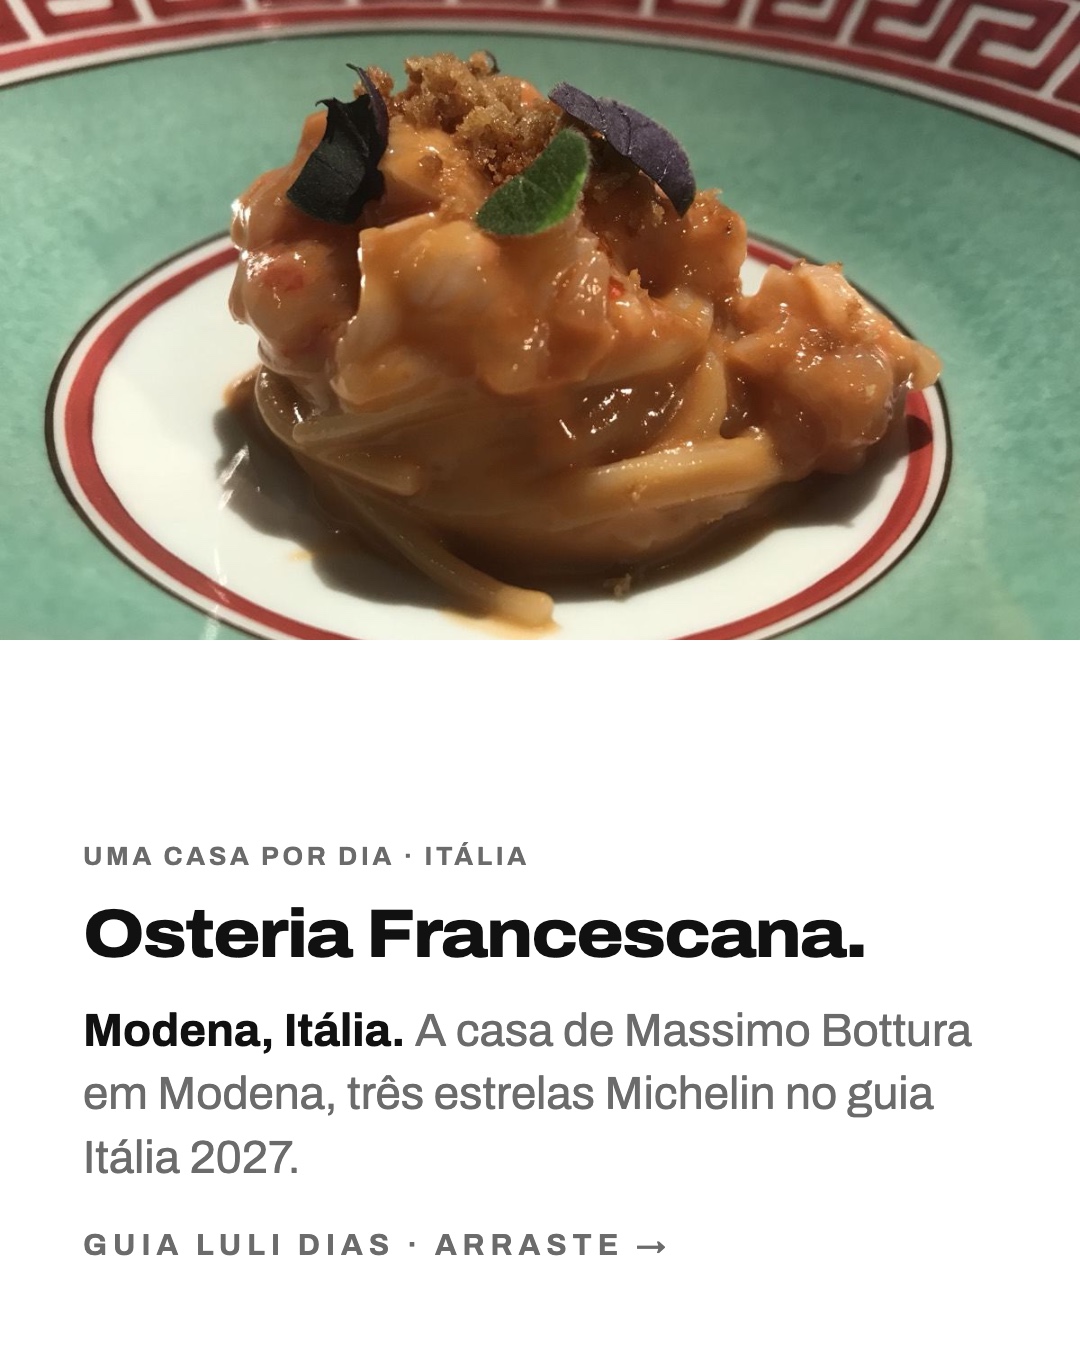 UMA CASA POR DIA · ITÁLIA
Osteria Francescana.
Modena, Itália. A casa de Massimo Bottura
em Modena, três estrelas Michelin no guia
Itália 2027.
GUIA LULI DIAS · ARRASTE →